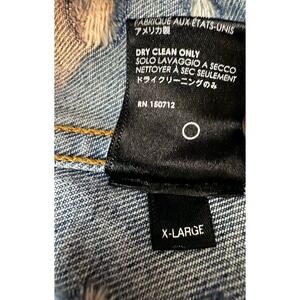 FABRIQUE AUX ÉTATS-UNIS
アメリカ製
DRY CLEAN ONLY
SOLO LAVAGGIO A SECCO
NETTOYER À SEC SEULEMENT
ドライクリーニングのみ
RN 150712
X-LARGE